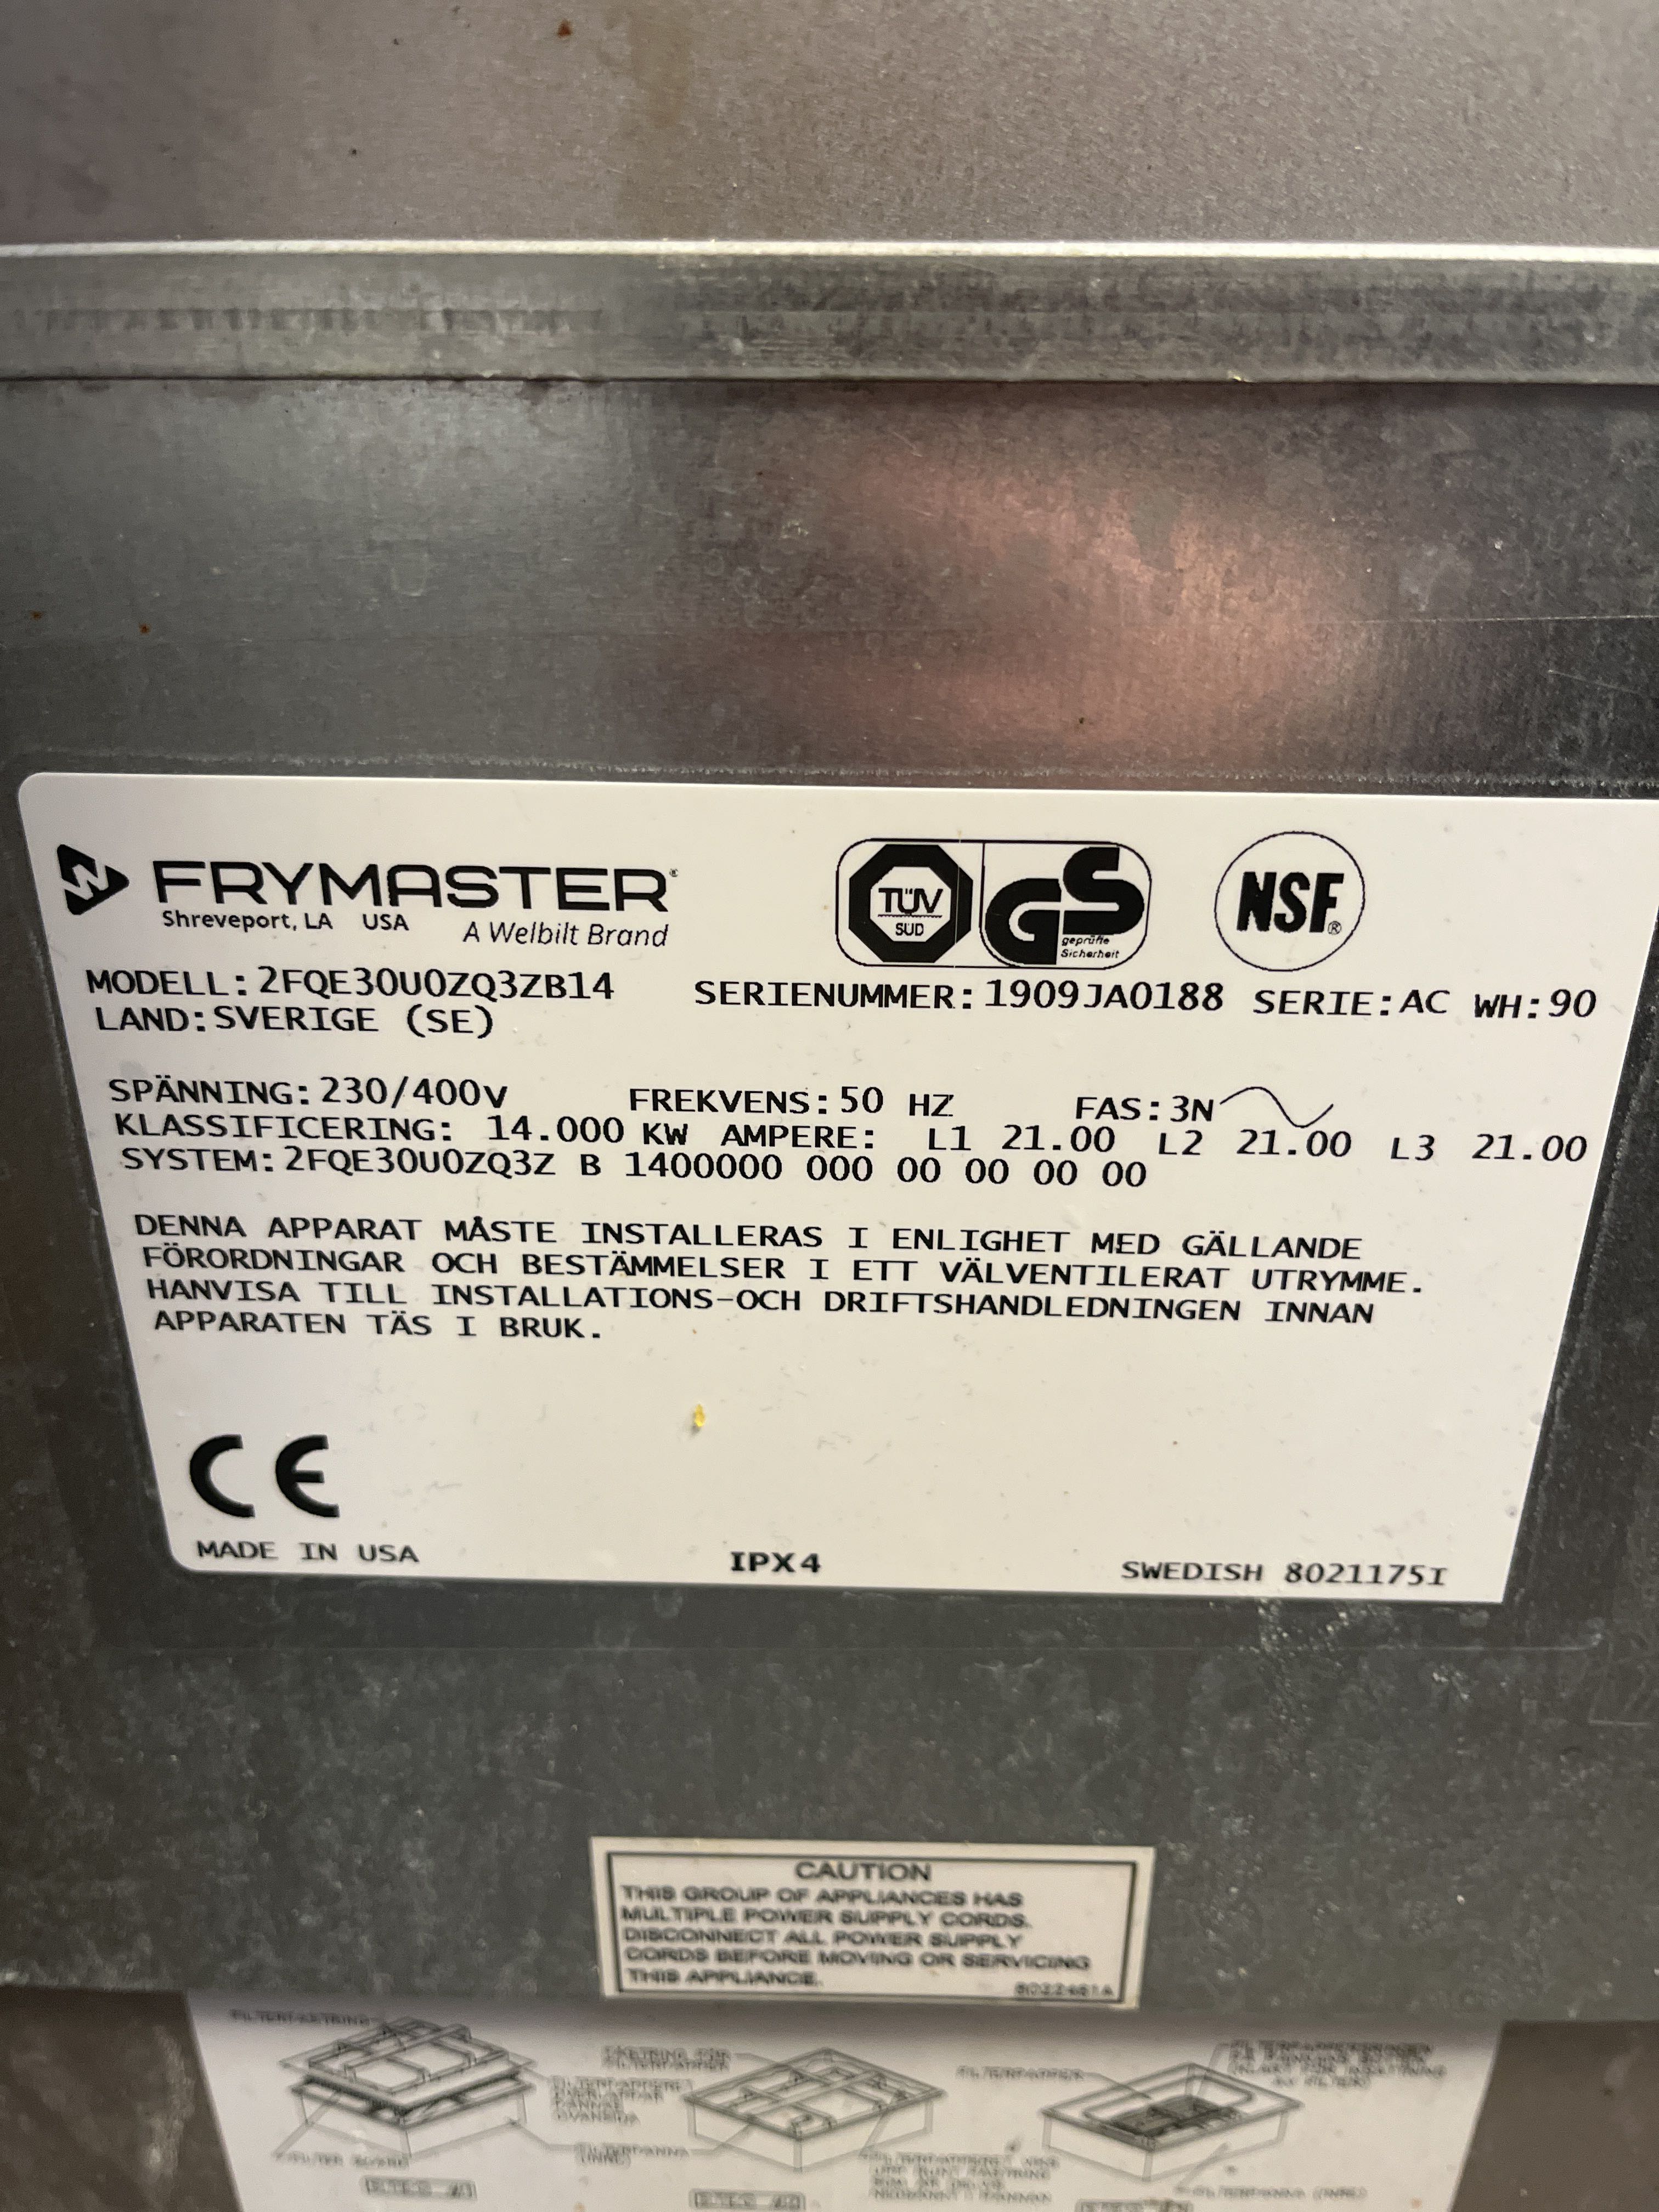 FRYMASTER®
Shreveport, LA USA
A Welbilt Brand
TÜV
SÜD
GS
geprüfte
Sicherheit
NSF®
MODELL: 2FQE30U0ZQ3ZB14 SERIENUMMER: 1909JA0188 SERIE: AC WH: 90
LAND: SVERIGE (SE)
SPÄNNING: 230/400V FREKVENS: 50 HZ FAS: 3N
KLASSIFICERING: 14.000 KW AMPERE: L1 21.00 L2 21.00 L3 21.00
SYSTEM: 2FQE30U0ZQ3Z B 1400000 000 00 00 00 00
DENNA APPARAT MÅSTE INSTALLERAS I ENLIGHET MED GÄLLANDE
FÖRORDNINGAR OCH BESTÄMMELSER I ETT VÄLVENTILERAT UTRYMME.
HANVISA TILL INSTALLATIONS-OCH DRIFTSHANDLEDNINGEN INNAN
APPARATEN TÄS I BRUK.
CE
MADE IN USA IPX4 SWEDISH 8021175I
CAUTION
THIS GROUP OF APPLIANCES HAS
MULTIPLE POWER SUPPLY CORDS.
DISCONNECT ALL POWER SUPPLY
CORDS BEFORE MOVING OR SERVICING
THIS APPLIANCE.